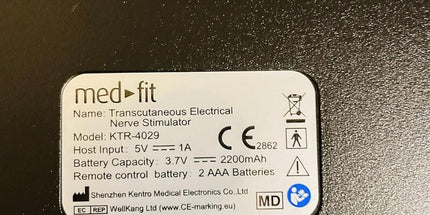 med▸fit
Name: Transcutaneous Electrical
Nerve Stimulator
Model: KTR-4029
Host Input: 5V ⎓ 1A
CE 2862
Battery Capacity: 3.7V ⎓ 2200mAh
Remote control battery : 2 AAA Batteries
Shenzhen Kentro Medical Electronics Co.,Ltd
MD
EC REP WellKang Ltd (www.CE-marking.eu)